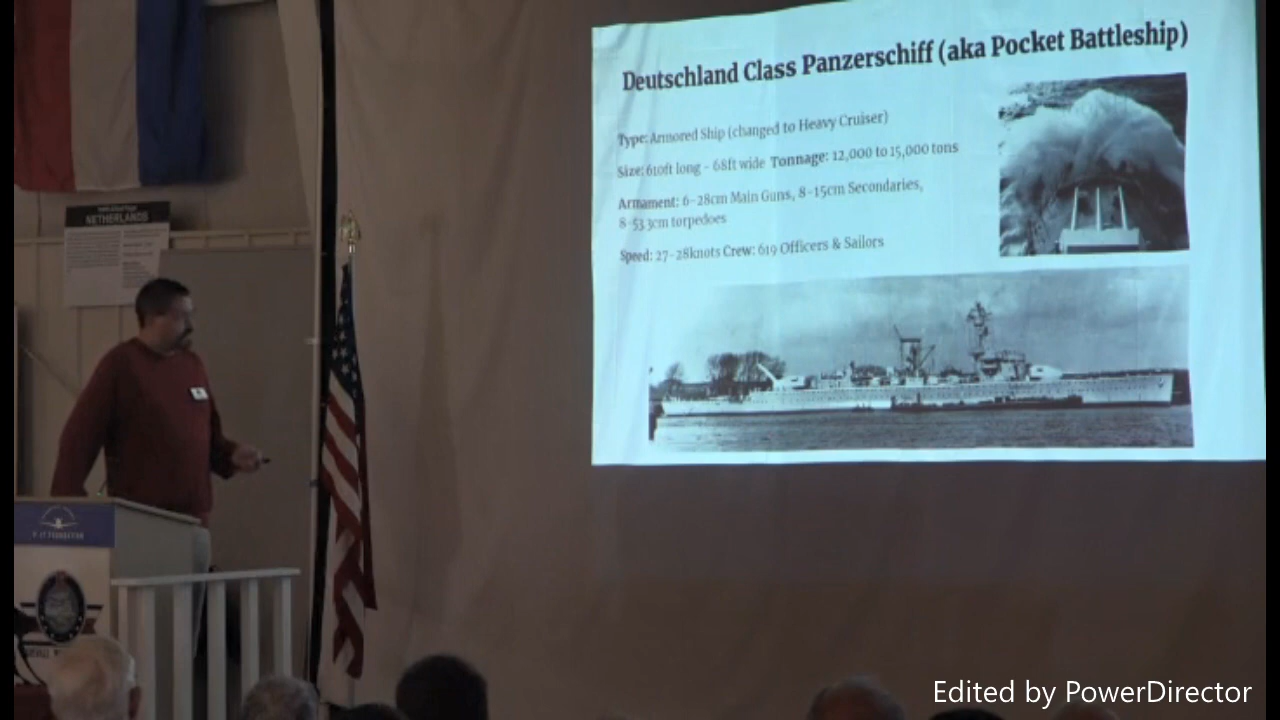 Deutschland Class Panzerschiff (aka Pocket Battleship)
Type: Armored Ship (changed to Heavy Cruiser)
Size: 610ft long - 68ft wide Tonnage: 12,000 to 15,000 tons
Armament: 6-28cm Main Guns, 8-15cm Secondaries,
8-53.3cm torpedoes
Speed: 27-28knots Crew: 619 Officers & Sailors
NETHERLANDS
Edited by PowerDirector